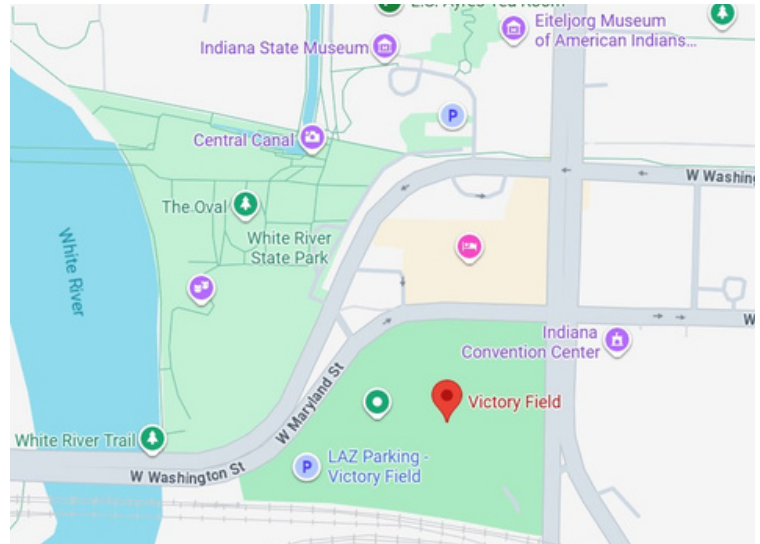 Indiana State Museum
Eiteljorg Museum
of American Indians...
P
Central Canal
W Washing
The Oval
White River
State Park
White River
Indiana
Convention Center
W
W Maryland St
Victory Field
White River Trail
W Washington St
P
LAZ Parking -
Victory Field